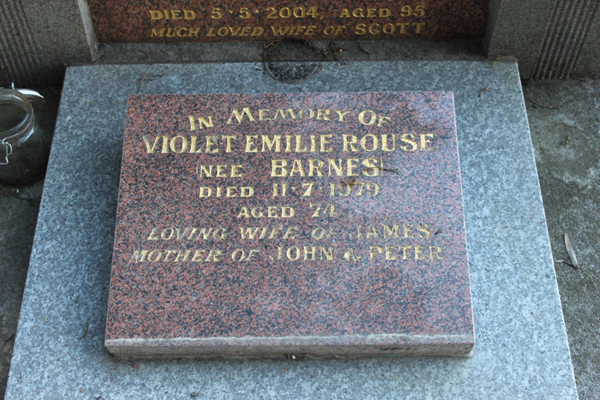 DIED 5·5·2004, AGED 95
MUCH LOVED WIFE OF SCOTT
IN MEMORY OF
VIOLET EMILIE ROUSE
(NEE BARNES)
DIED 11·7·1979
AGED 74
LOVING WIFE OF JAMES
MOTHER OF JOHN & PETER